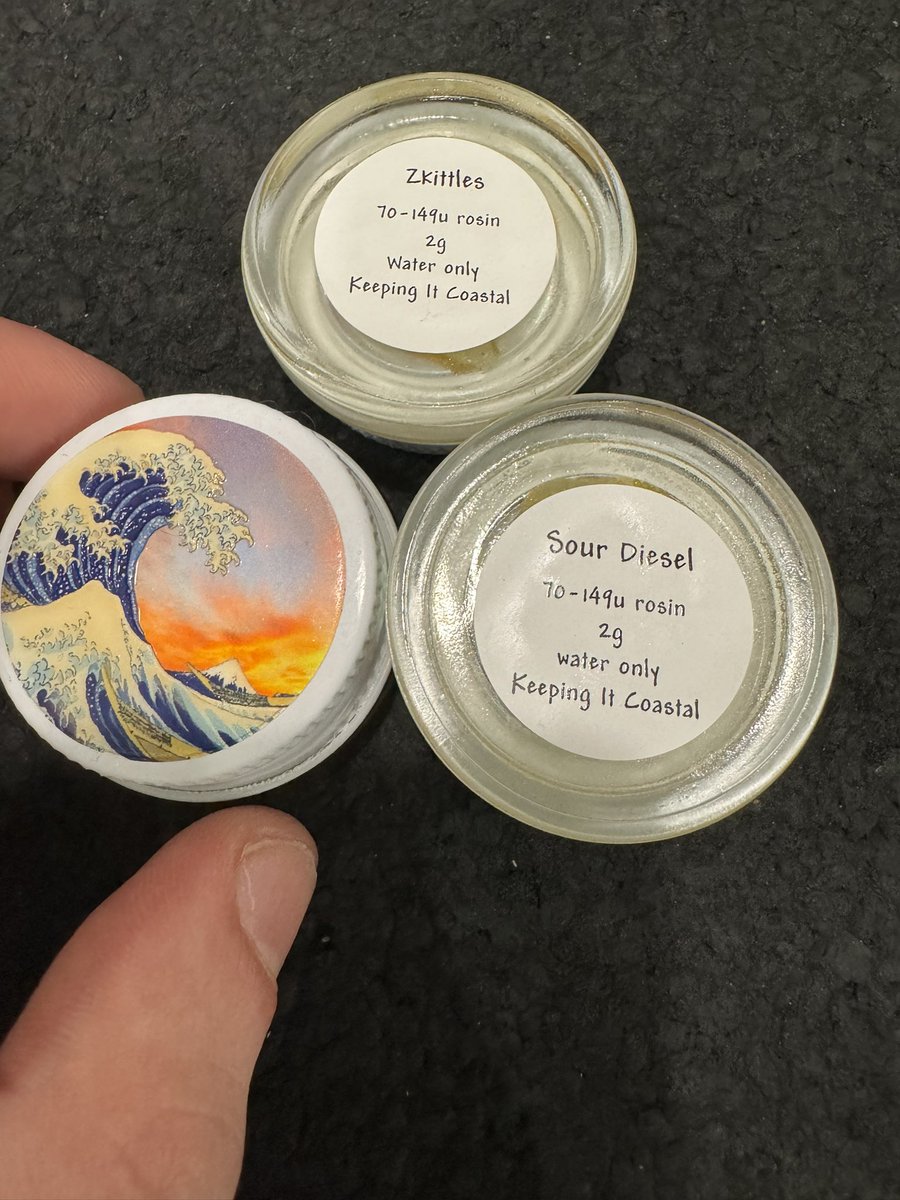 Zkittles
70-149u rosin
2g
Water only
Keeping It Coastal
Sour Diesel
70-149u rosin
2g
water only
Keeping It Coastal